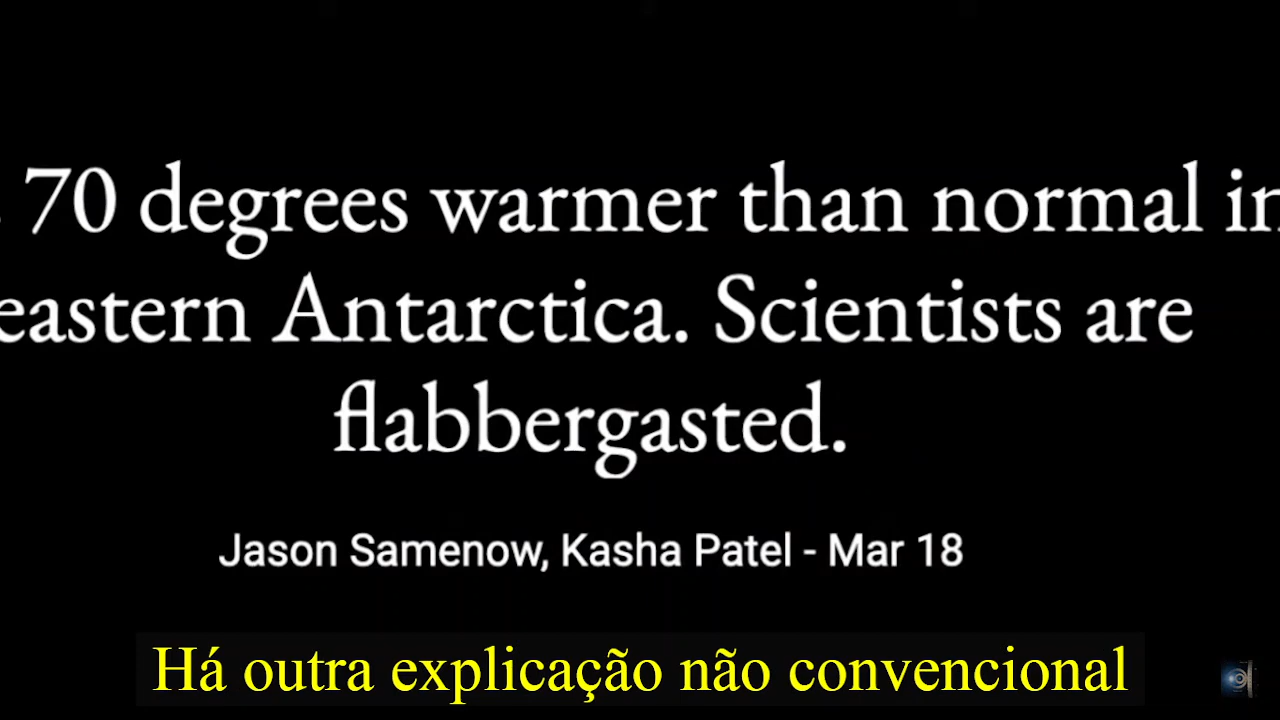 70 degrees warmer than normal in
eastern Antarctica. Scientists are
flabbergasted.
Jason Samenow, Kasha Patel - Mar 18
Há outra explicação não convencional